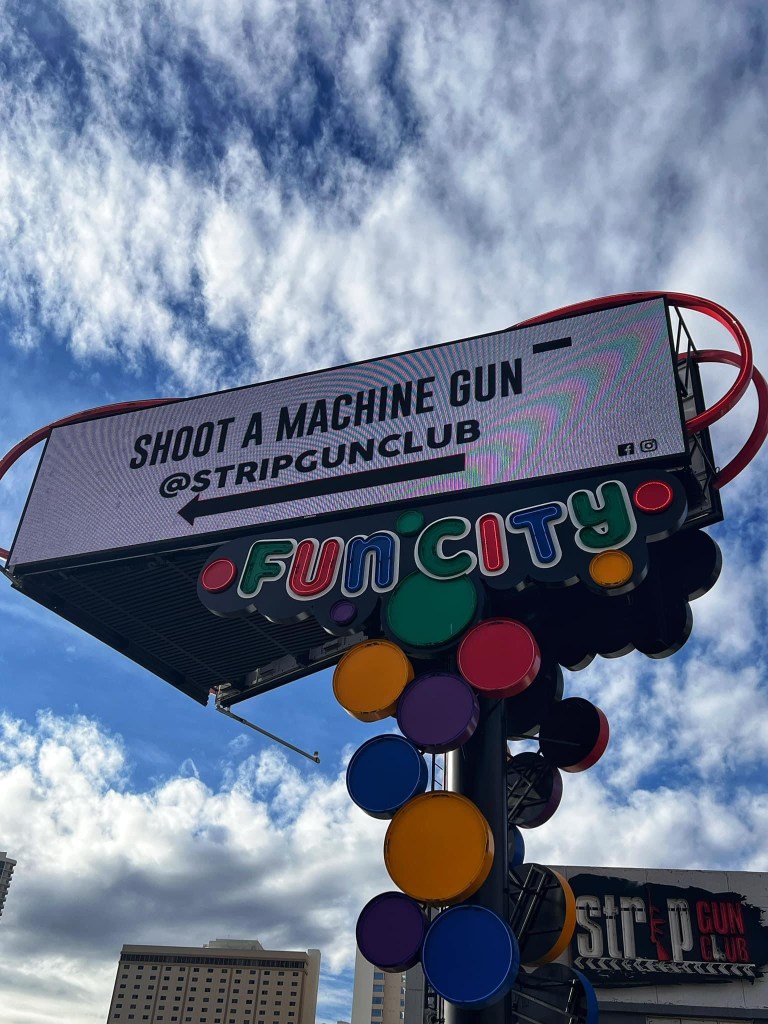 SHOOT A MACHINE GUN
@STRIPGUNCLUB
FUN CITY
strip GUN
CLUB